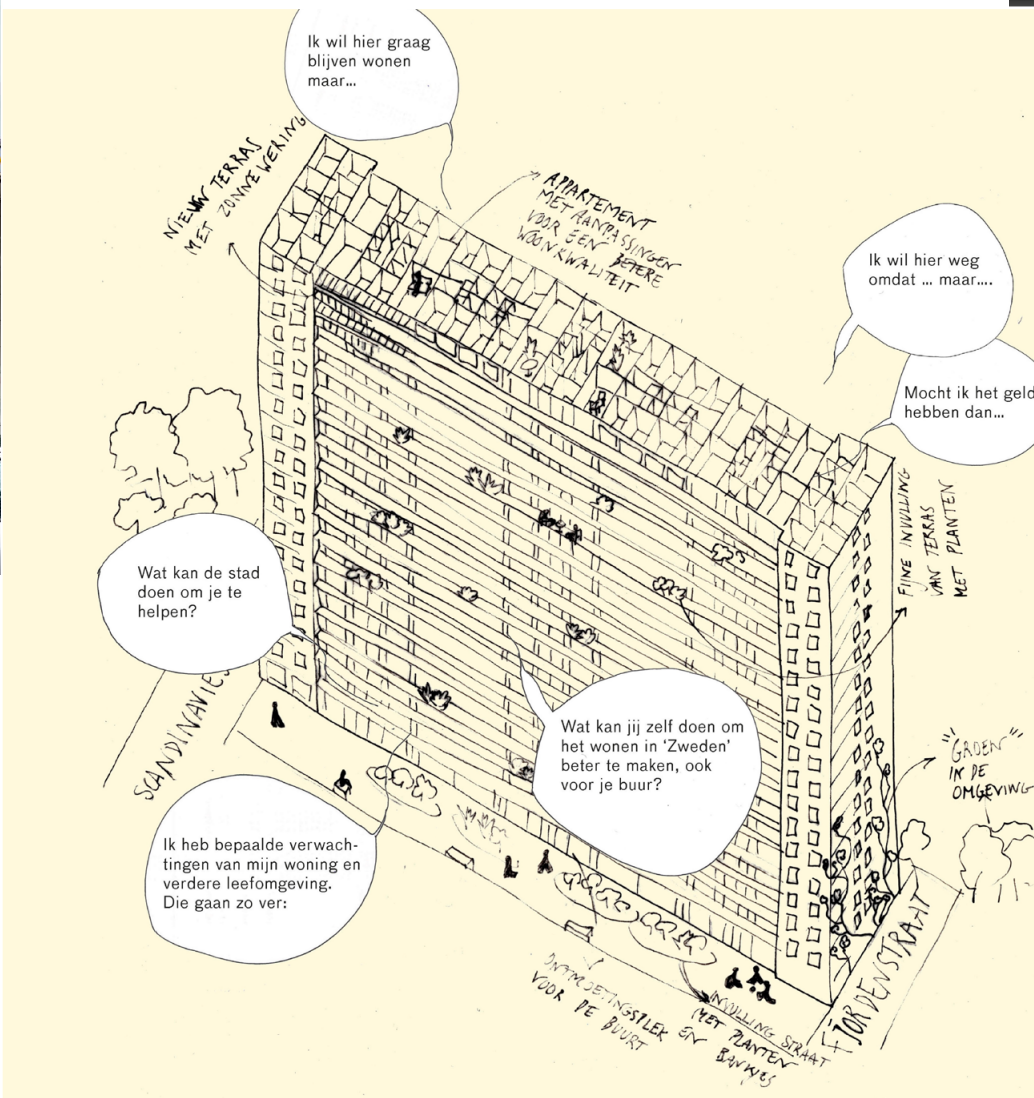 Ik wil hier graag
blijven wonen
maar...
NIEUW TERRAS
MET ZONNEWERING
APPARTEMENT
MET AANPASSINGEN
VOOR EEN BETERE
WOONKWALITEIT
Ik wil hier weg
omdat ... maar....
Mocht ik het geld
hebben dan...
FIJNE INVULLING
VAN TERRAS
MET PLANTEN
Wat kan de stad
doen om je te
helpen?
SCANDINAVIËS
Wat kan jij zelf doen om
het wonen in ‘Zweden’
beter te maken, ook
voor je buur?
"GROEN"
IN DE
OMGEVING
Ik heb bepaalde verwach-
tingen van mijn woning en
verdere leefomgeving.
Die gaan zo ver:
FJORDENSTRAAT
ONTMOETINGSPLEK
VOOR DE BUURT
INVULLING STRAAT
MET PLANTEN
EN BANKJES